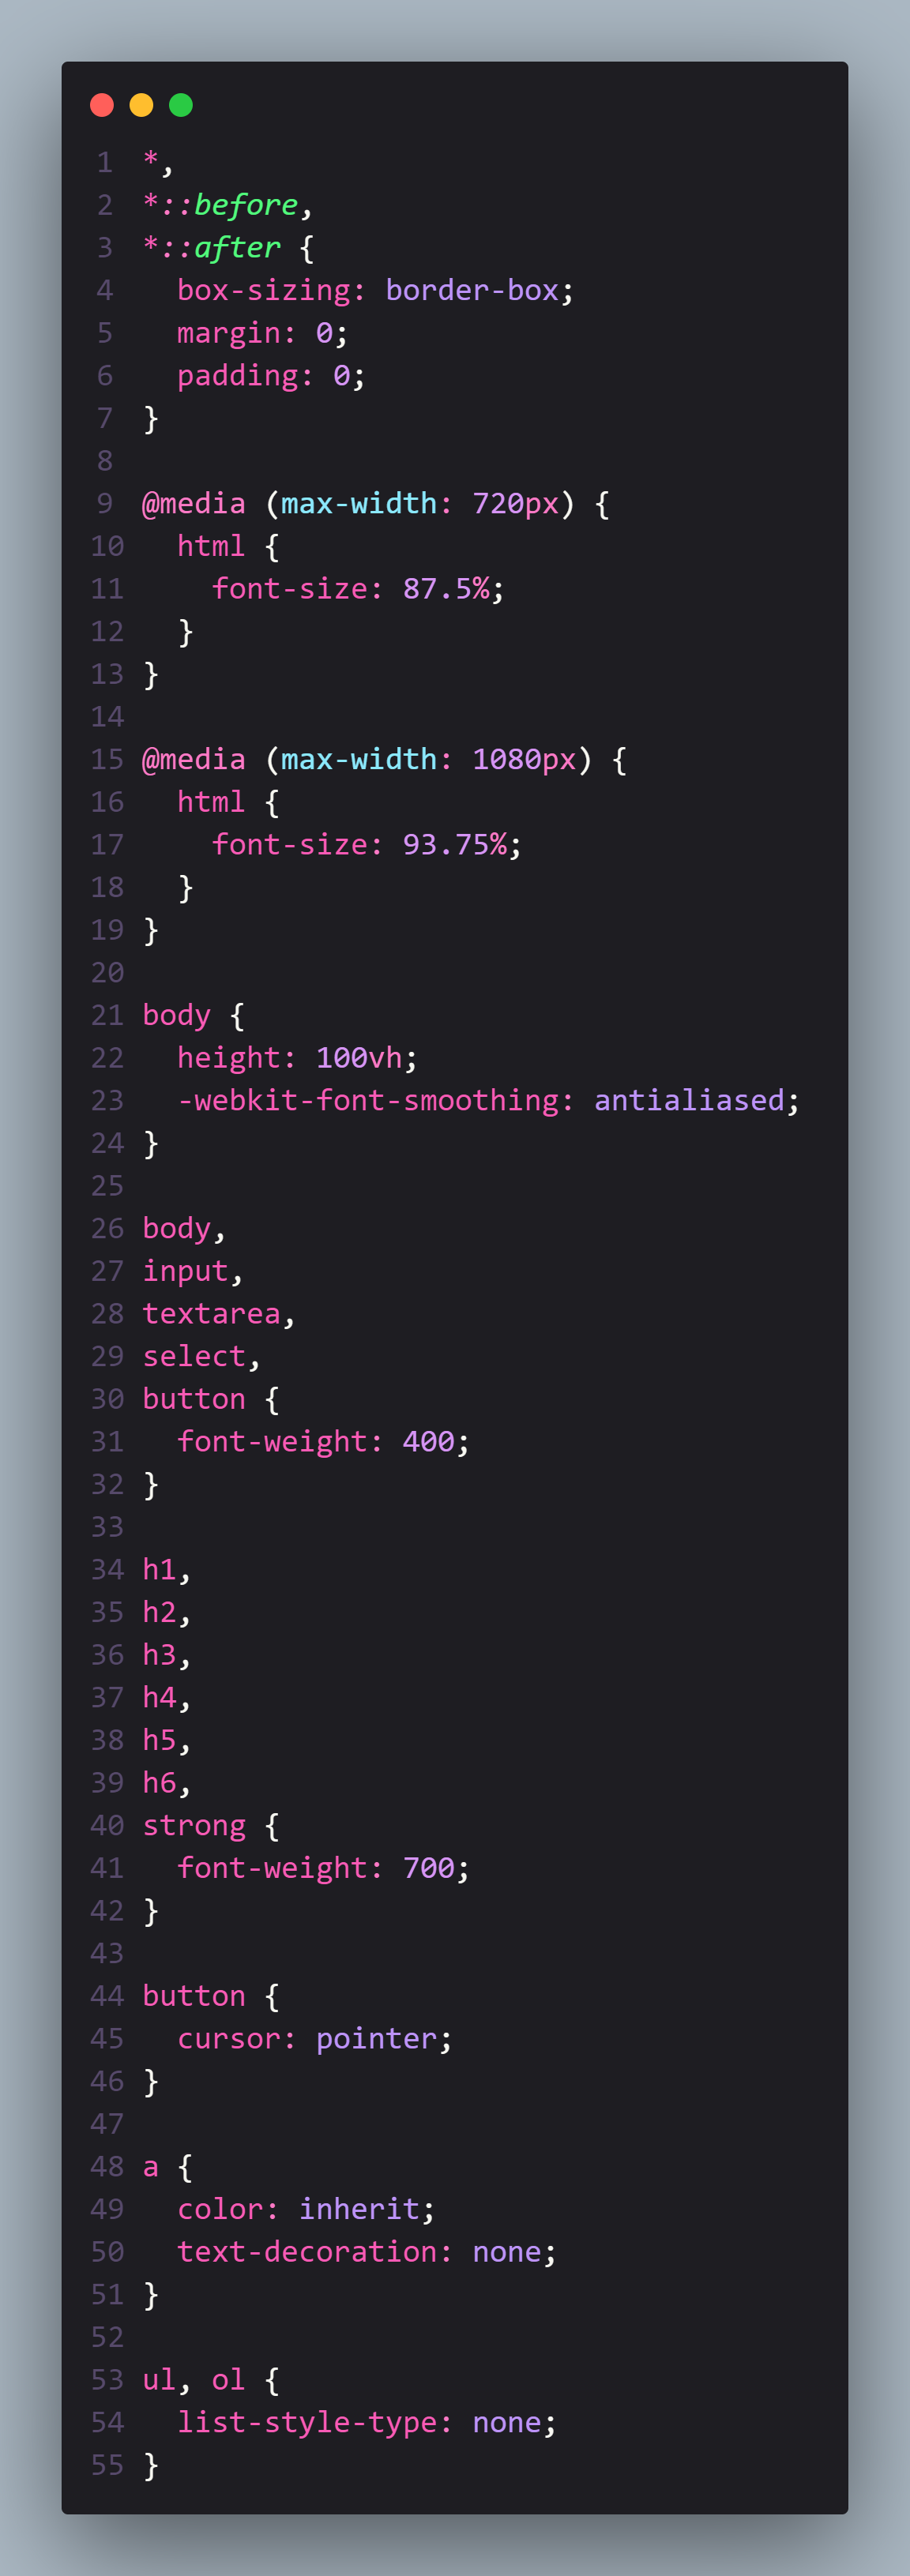 1 *,
2 *::before,
3 *::after {
4   box-sizing: border-box;
5   margin: 0;
6   padding: 0;
7 }
8
9 @media (max-width: 720px) {
10   html {
11     font-size: 87.5%;
12   }
13 }
14
15 @media (max-width: 1080px) {
16   html {
17     font-size: 93.75%;
18   }
19 }
20
21 body {
22   height: 100vh;
23   -webkit-font-smoothing: antialiased;
24 }
25
26 body,
27 input,
28 textarea,
29 select,
30 button {
31   font-weight: 400;
32 }
33
34 h1,
35 h2,
36 h3,
37 h4,
38 h5,
39 h6,
40 strong {
41   font-weight: 700;
42 }
43
44 button {
45   cursor: pointer;
46 }
47
48 a {
49   color: inherit;
50   text-decoration: none;
51 }
52
53 ul, ol {
54   list-style-type: none;
55 }